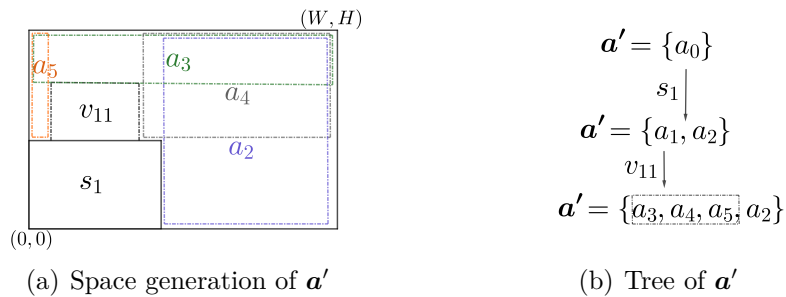 (W, H)
a5
a3
a4
v11
a2
s1
(0, 0)
(a) Space generation of a′
a′ = {a0}
s1
a′ = {a1, a2}
v11
a′ = {a3, a4, a5, a2}
(b) Tree of a′